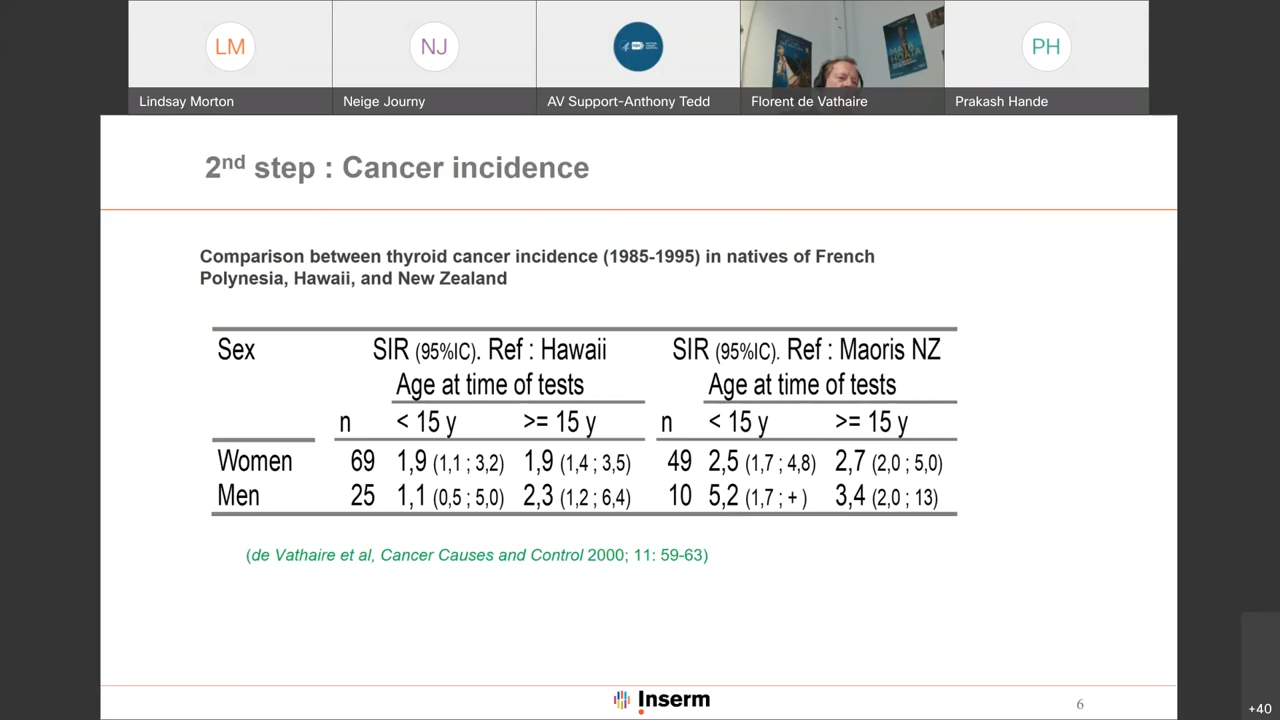 LM
NJ
PH
Lindsay Morton
Neige Journy
AV Support-Anthony Tedd
Florent de Vathaire
Prakash Hande
2nd step : Cancer incidence
Comparison between thyroid cancer incidence (1985-1995) in natives of French
Polynesia, Hawaii, and New Zealand
Sex SIR (95%IC). Ref : Hawaii SIR (95%IC). Ref : Maoris NZ
Age at time of tests Age at time of tests
n < 15 y >= 15 y n < 15 y >= 15 y
Women 69 1,9 (1,1 ; 3,2) 1,9 (1,4 ; 3,5) 49 2,5 (1,7 ; 4,8) 2,7 (2,0 ; 5,0)
Men 25 1,1 (0,5 ; 5,0) 2,3 (1,2 ; 6,4) 10 5,2 (1,7 ; + ) 3,4 (2,0 ; 13)
(de Vathaire et al, Cancer Causes and Control 2000; 11: 59-63)
Inserm
6
+40